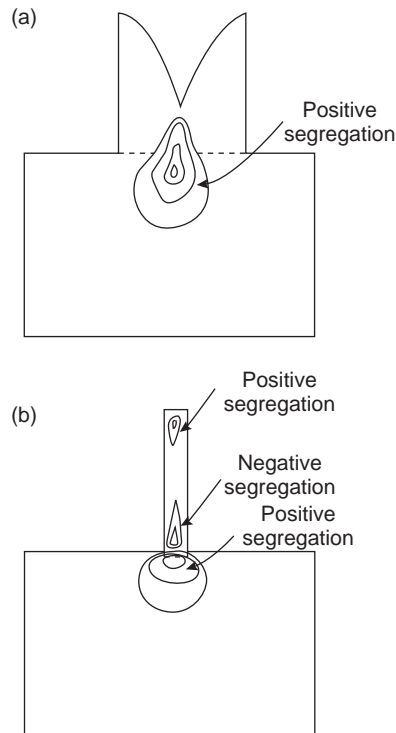 (a)
Positive
segregation
(b)
Positive
segregation
Negative
segregation
Positive
segregation